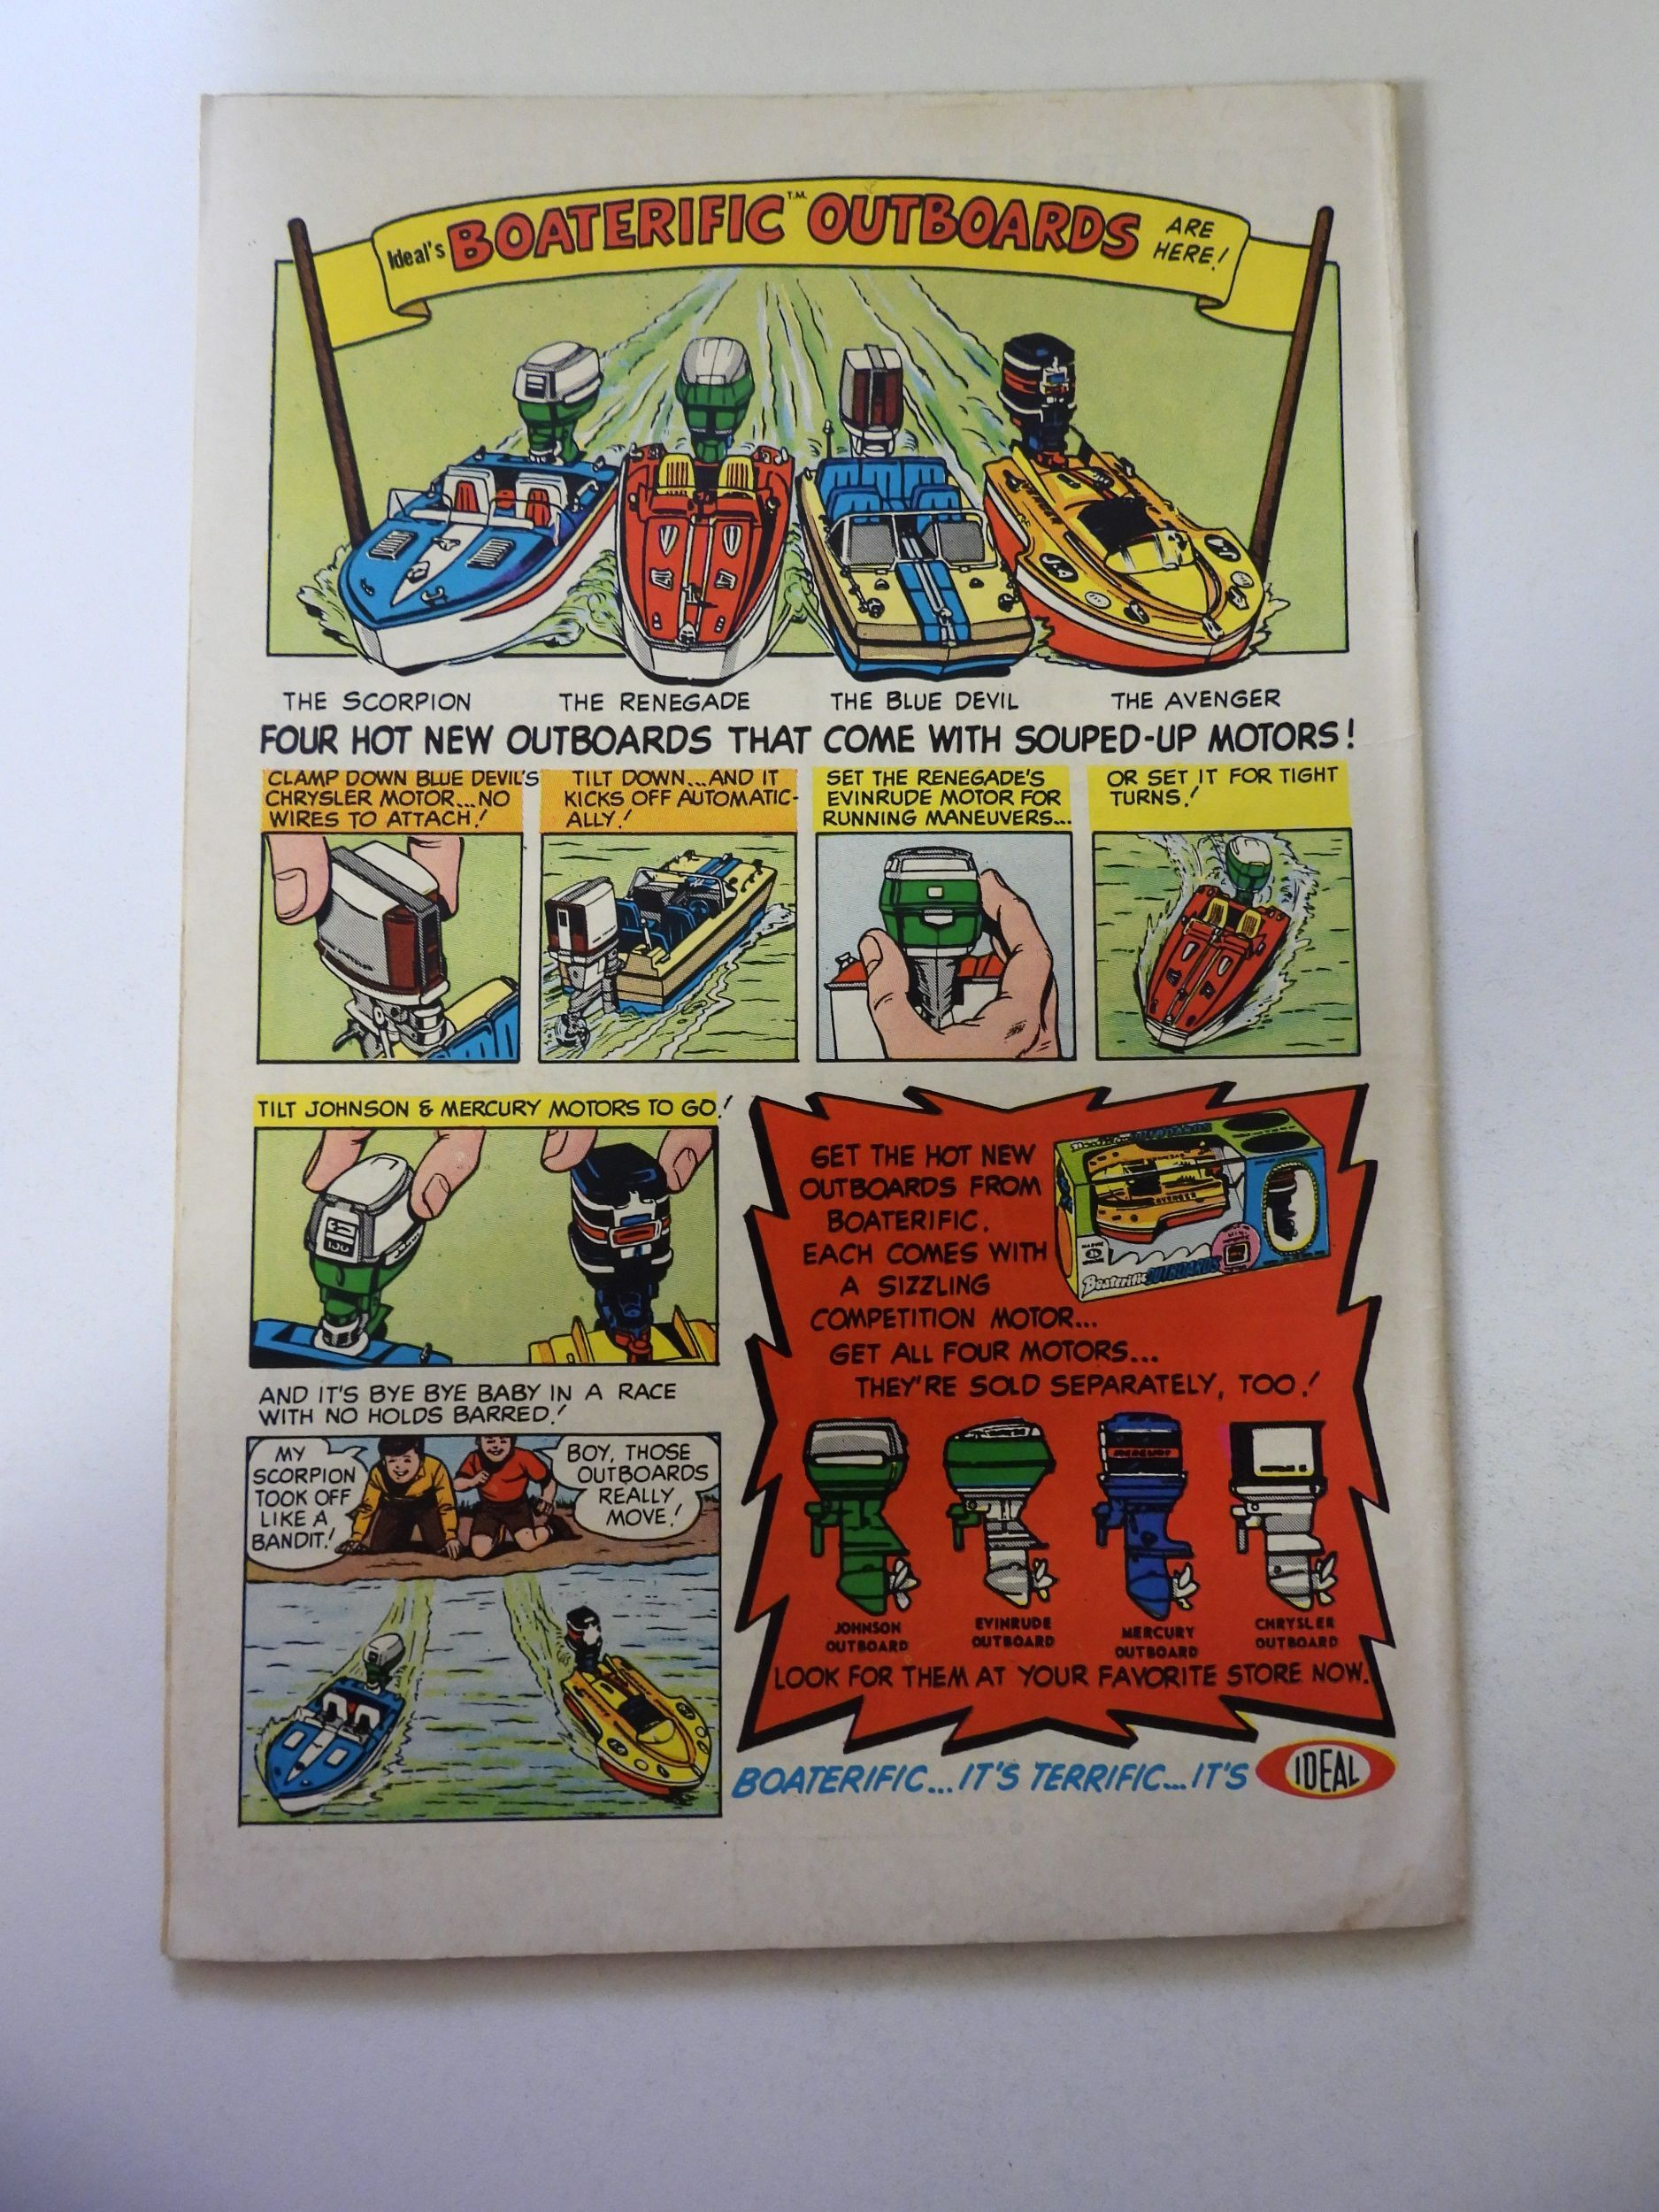 Ideal's BOATERIFIC™ OUTBOARDS ARE
HERE!
THE SCORPION
THE RENEGADE
THE BLUE DEVIL
THE AVENGER
FOUR HOT NEW OUTBOARDS THAT COME WITH SOUPED-UP MOTORS!
CLAMP DOWN BLUE DEVIL'S
CHRYSLER MOTOR...NO
WIRES TO ATTACH!
TILT DOWN...AND IT
KICKS OFF AUTOMATIC-
ALLY!
SET THE RENEGADE'S
EVINRUDE MOTOR FOR
RUNNING MANEUVERS...
OR SET IT FOR TIGHT
TURNS!
TILT JOHNSON & MERCURY MOTORS TO GO!
AND IT'S BYE BYE BABY IN A RACE
WITH NO HOLDS BARRED!
MY
SCORPION
TOOK OFF
LIKE A
BANDIT!
BOY, THOSE
OUTBOARDS
REALLY
MOVE!
GET THE HOT NEW
OUTBOARDS FROM
BOATERIFIC.
EACH COMES WITH
A SIZZLING
COMPETITION MOTOR...
GET ALL FOUR MOTORS...
THEY'RE SOLD SEPARATELY, TOO!
AVENGER
Boaterific OUTBOARDS
MERCURY
JOHNSON
OUTBOARD
EVINRUDE
OUTBOARD
MERCURY
OUTBOARD
CHRYSLER
OUTBOARD
LOOK FOR THEM AT YOUR FAVORITE STORE NOW.
BOATERIFIC...IT'S TERRIFIC...IT'S IDEAL